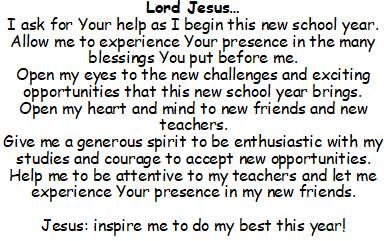 Lord Jesus...
I ask for Your help as I begin this new school year.
Allow me to experience Your presence in the many
blessings You put before me.
Open my eyes to the new challenges and exciting
opportunities that this new school year brings.
Open my heart and mind to new friends and new
teachers.
Give me a generous spirit to be enthusiastic with my
studies and courage to accept new opportunities.
Help me to be attentive to my teachers and let me
experience Your presence in my new friends.
Jesus: inspire me to do my best this year!